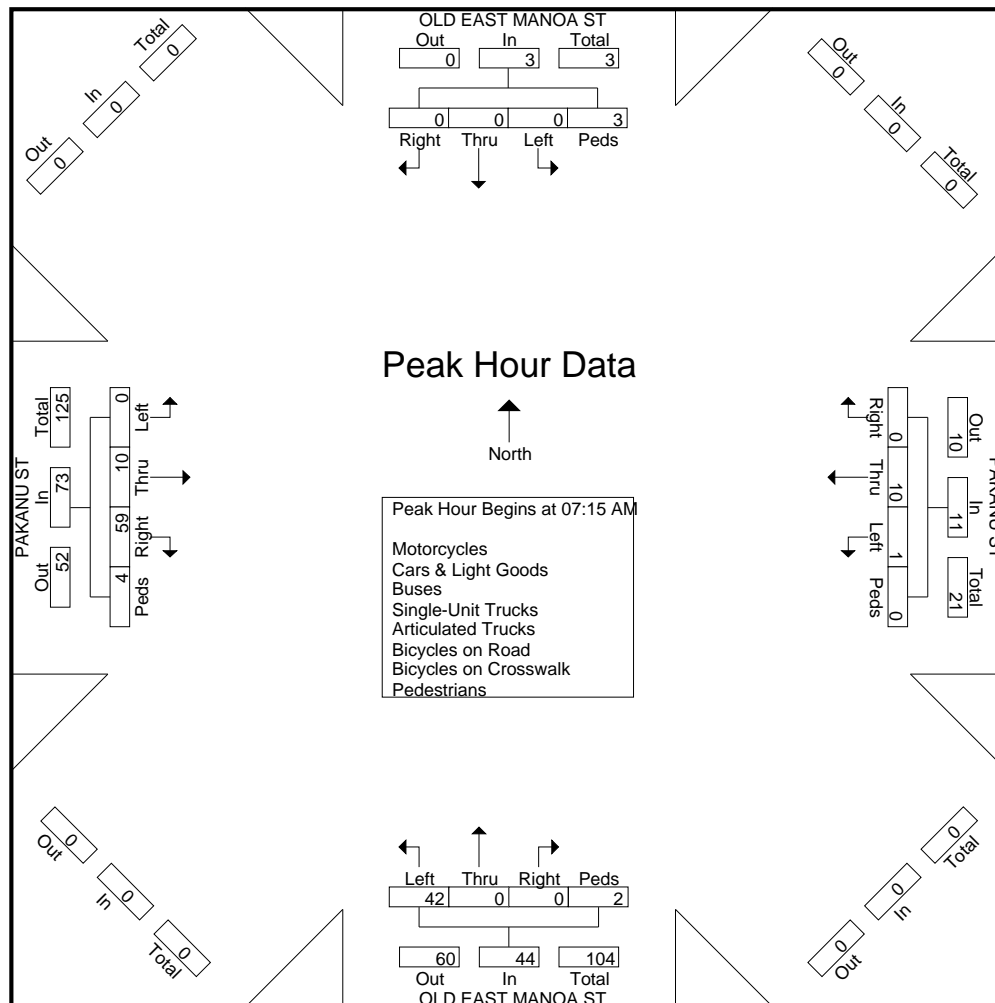 OLD EAST MANOA ST
Out In Total
0 3 3
0 0 0 3
Right Thru Left Peds
Total
0
In
0
Out
0
Out
0
In
0
Total
0
Peak Hour Data
North
Peak Hour Begins at 07:15 AM
Motorcycles
Cars & Light Goods
Buses
Single-Unit Trucks
Articulated Trucks
Bicycles on Road
Bicycles on Crosswalk
Pedestrians
PAKANU ST
Out In Total
52 73 125
4 59 10 0
Peds Right Thru Left
PAKANU ST
Out In Total
10 11 21
0 10 1 0
Right Thru Left Peds
Out
0
In
0
Total
0
Total
0
In
0
Out
0
Left Thru Right Peds
42 0 0 2
60 44 104
Out In Total
OLD EAST MANOA ST